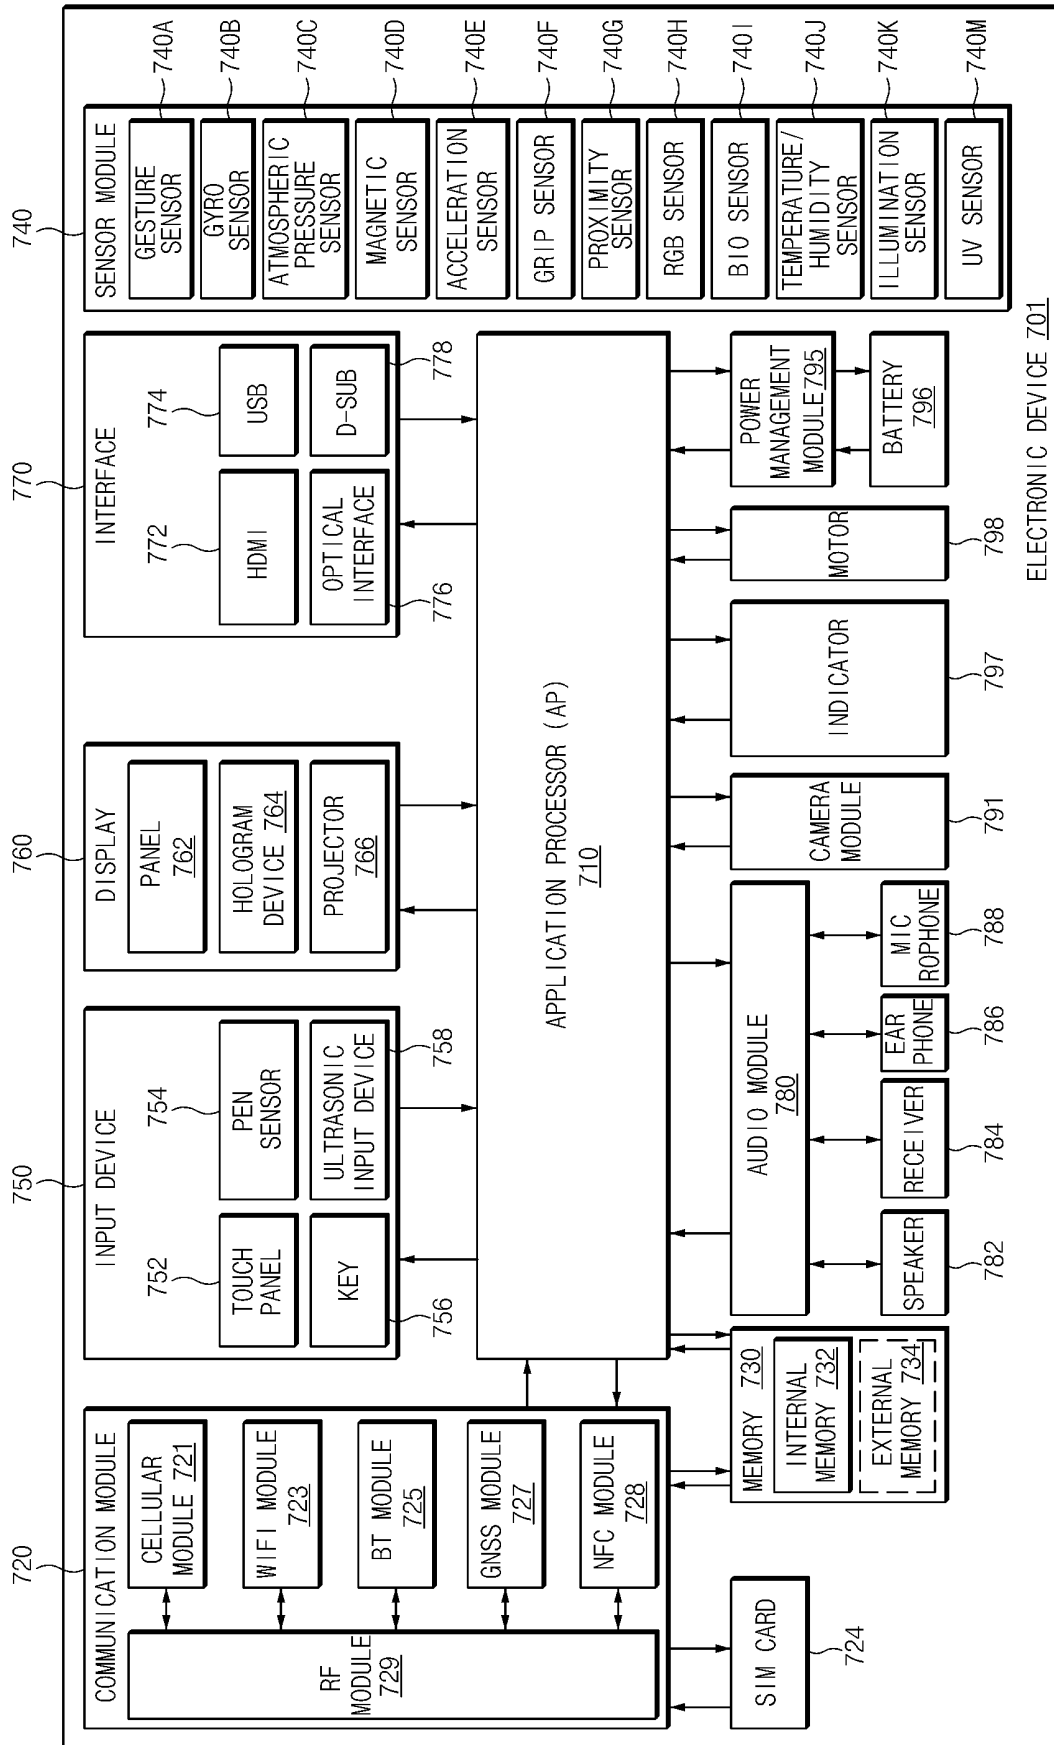 720
COMMUNICATION MODULE
RF
MODULE
729
CELLULAR
MODULE 721
WIFI MODULE
723
BT MODULE
725
GNSS MODULE
727
NFC MODULE
728
SIM CARD
724
750
INPUT DEVICE
752
TOUCH
PANEL
754
PEN
SENSOR
KEY
756
ULTRASONIC
INPUT DEVICE
758
760
DISPLAY
PANEL
762
HOLOGRAM
DEVICE 764
PROJECTOR
766
770
INTERFACE
772
HDMI
774
USB
OPTICAL
INTERFACE
776
D-SUB
778
740
SENSOR MODULE
GESTURE
SENSOR
740A
GYRO
SENSOR
740B
ATMOSPHERIC
PRESSURE
SENSOR
740C
MAGNETIC
SENSOR
740D
ACCELERATION
SENSOR
740E
GRIP SENSOR
740F
PROXIMITY
SENSOR
740G
RGB SENSOR
740H
BIO SENSOR
740I
TEMPERATURE/
HUMIDITY
SENSOR
740J
ILLUMINATION
SENSOR
740K
UV SENSOR
740M
APPLICATION PROCESSOR (AP)
710
MEMORY 730
INTERNAL
MEMORY 732
EXTERNAL
MEMORY 734
AUDIO MODULE
780
SPEAKER
782
RECEIVER
784
EAR
PHONE
786
MIC
ROPHONE
788
CAMERA
MODULE
791
INDICATOR
797
MOTOR
798
POWER
MANAGEMENT
MODULE795
BATTERY
796
ELECTRONIC DEVICE 701